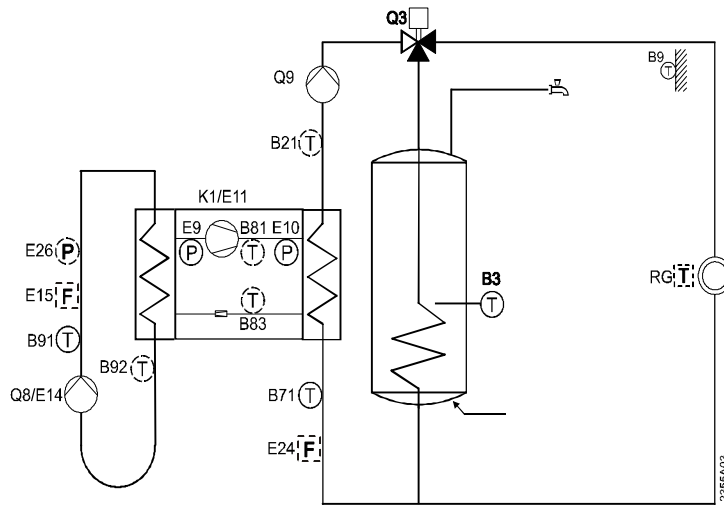 Q3
B9 T
Q9
B21 T
K1/E11
E9 B81 E10
P T P
E26 P
E15 F
T
B83
B3
T
RG T
B91 T
B92 T
Q8/E14
B71 T
E24 F
2355A03